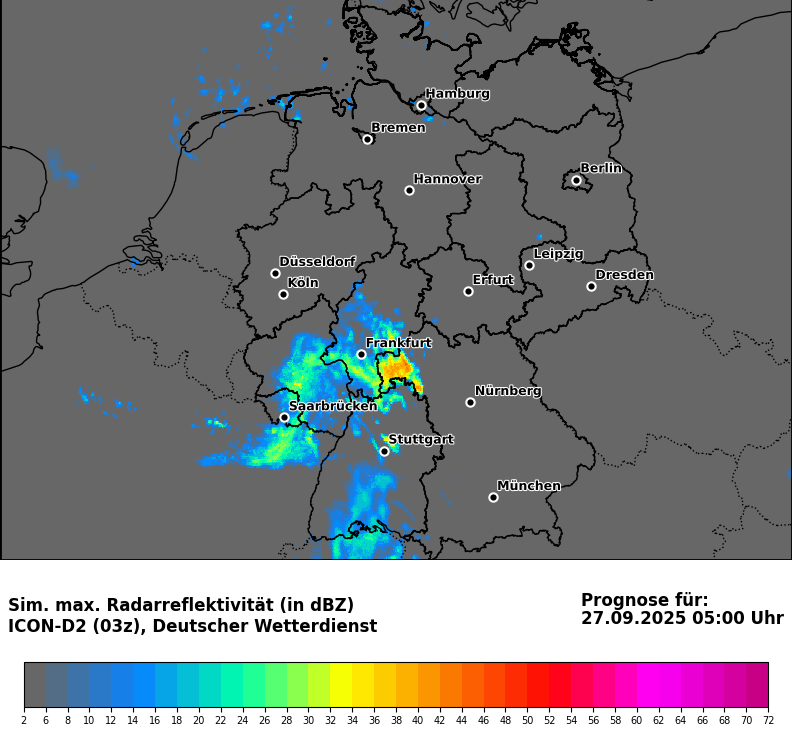 Hamburg
Bremen
Berlin
Hannover
Leipzig
Düsseldorf
Dresden
Köln
Erfurt
Frankfurt
Nürnberg
Saarbrücken
Stuttgart
München
Sim. max. Radarreflektivität (in dBZ)
ICON-D2 (03z), Deutscher Wetterdienst
Prognose für:
27.09.2025 05:00 Uhr
2 6 8 10 12 14 16 18 20 22 24 26 28 30 32 34 36 38 40 42 44 46 48 50 52 54 56 58 60 62 64 66 68 70 72